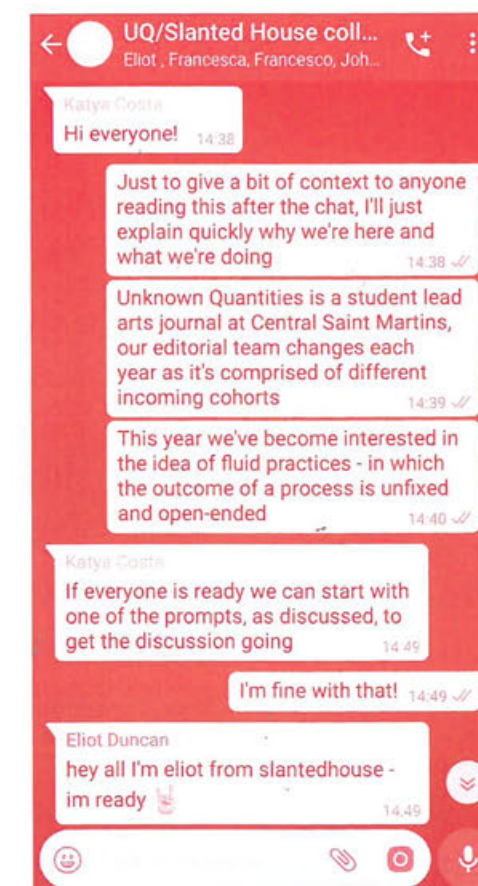 UQ/Slanted House coll...
Eliot , Francesca, Francesco, Joh...
Katya Costa
Hi everyone! 14:38
Just to give a bit of context to anyone
reading this after the chat, I'll just
explain quickly why we're here and
what we're doing 14:38
Unknown Quantities is a student lead
arts journal at Central Saint Martins,
our editorial team changes each
year as it's comprised of different
incoming cohorts 14:39
This year we've become interested in
the idea of fluid practices - in which
the outcome of a process is unfixed
and open-ended 14:40
Katya Costa
If everyone is ready we can start with
one of the prompts, as discussed, to
get the discussion going 14:49
I'm fine with that! 14:49
Eliot Duncan
hey all I'm eliot from slantedhouse -
im ready 14:49